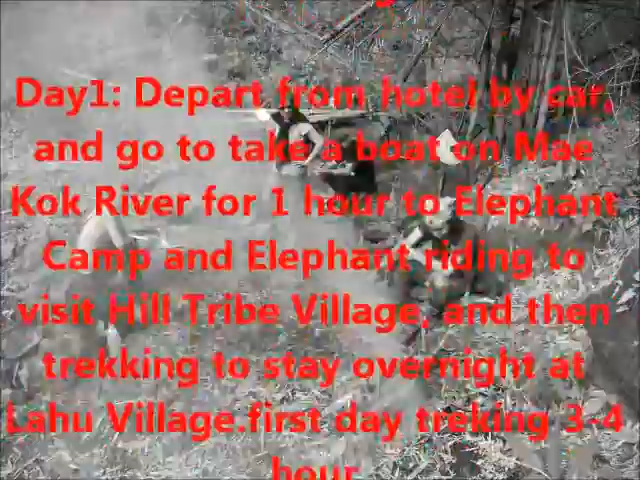 Day1: Depart from hotel by car,
and go to take a boat on Mae
Kok River for 1 hour to Elephant
Camp and Elephant riding to
visit Hill Tribe Village, and then
trekking to stay overnight at
Lahu Village.first day treking 3-4
hour